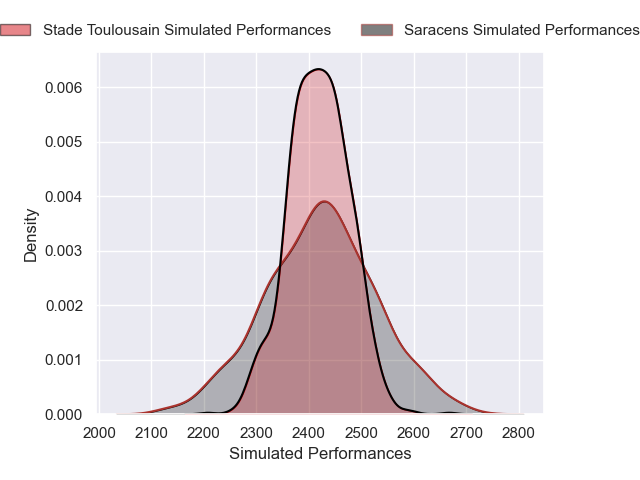 Stade Toulousain Simulated Performances Saracens Simulated Performances
0.006
0.005
0.004
0.003
0.002
0.001
0.000
Density
2000 2100 2200 2300 2400 2500 2600 2700 2800
Simulated Performances